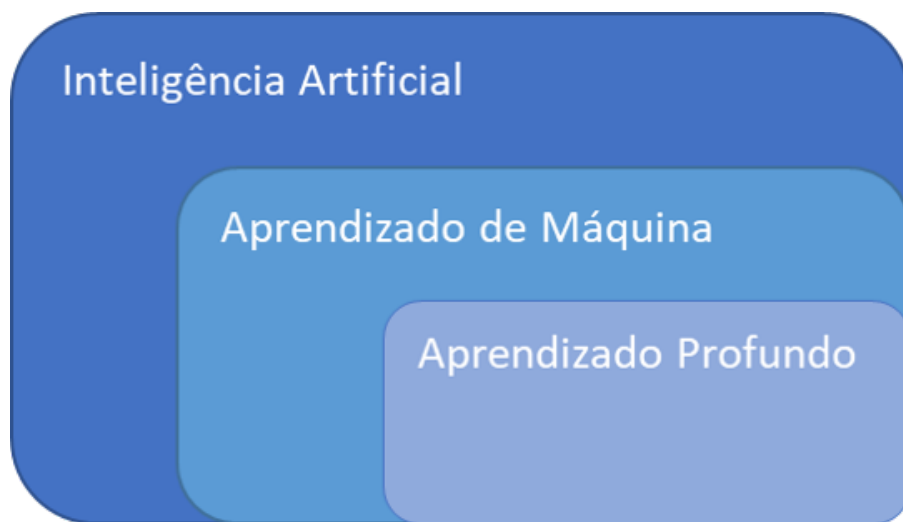 Inteligência Artificial
Aprendizado de Máquina
Aprendizado Profundo